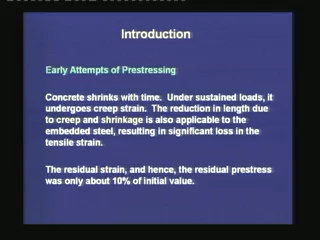 Introduction
Early Attempts of Prestressing
Concrete shrinks with time. Under sustained loads, it
undergoes creep strain. The reduction in length due
to creep and shrinkage is also applicable to the
embedded steel, resulting in significant loss in the
tensile strain.
The residual strain, and hence, the residual prestress
was only about 10% of initial value.